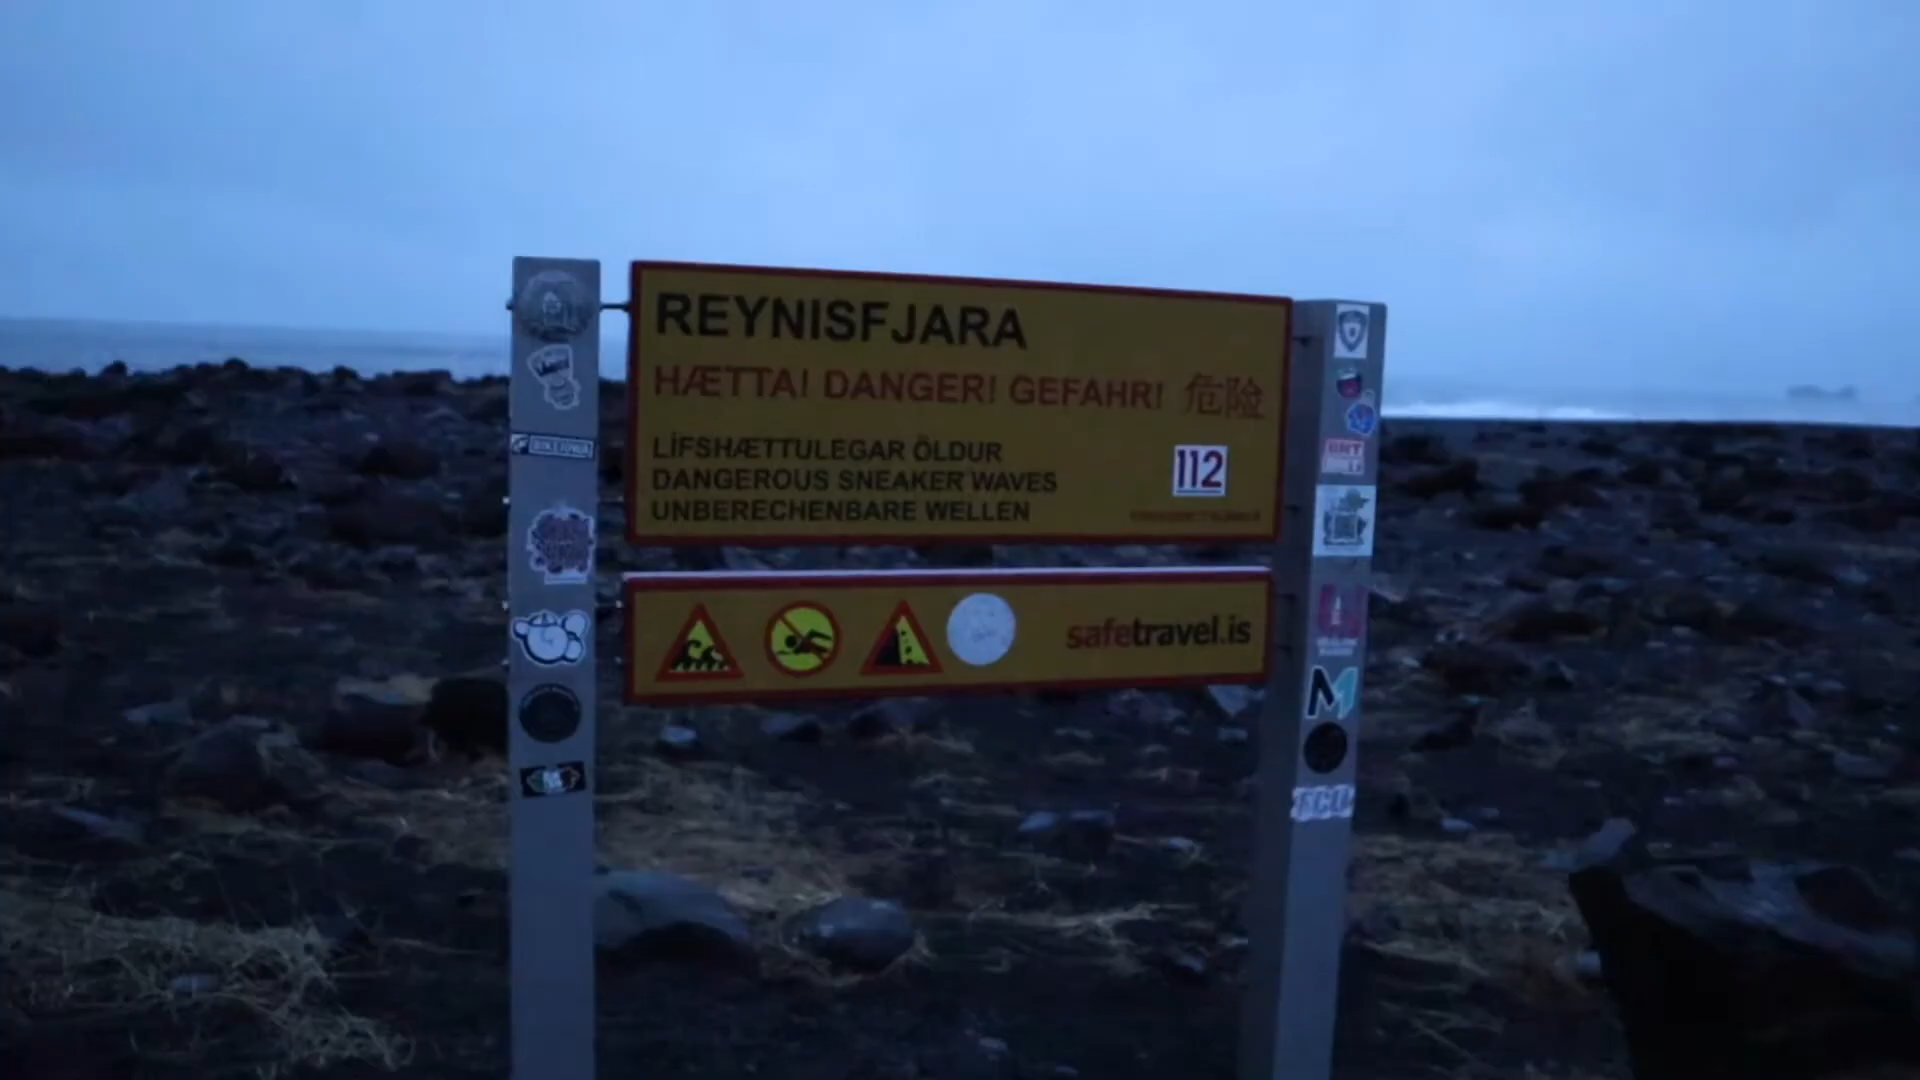 REYNISFJARA
HÆTTA! DANGER! GEFAHR! 危险
LÍFSHÆTTULEGAR ÖLDUR
DANGEROUS SNEAKER WAVES
UNBERECHENBARE WELLEN
112
safetravel.is